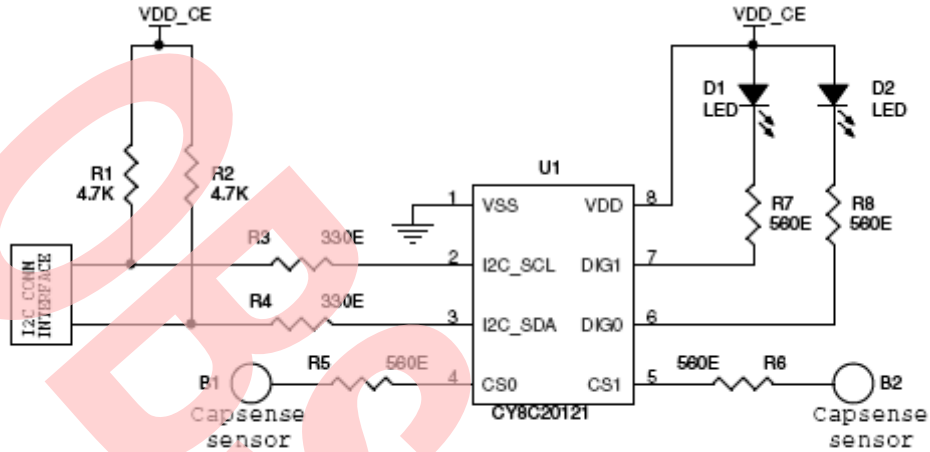 VDD_CE VDD_CE
D1 LED D2 LED
R1 4.7K R2 4.7K
U1
1 VSS VDD 8
R7 560E R8 560E
R3 330E 2 I2C_SCL DIG1 7
I2C CONN INTERFACE
R4 330E 3 I2C_SDA DIG0 6
B1 R5 560E 4 CS0 CS1 5 560E R6 B2
CY8C20121
Capsense sensor Capsense sensor